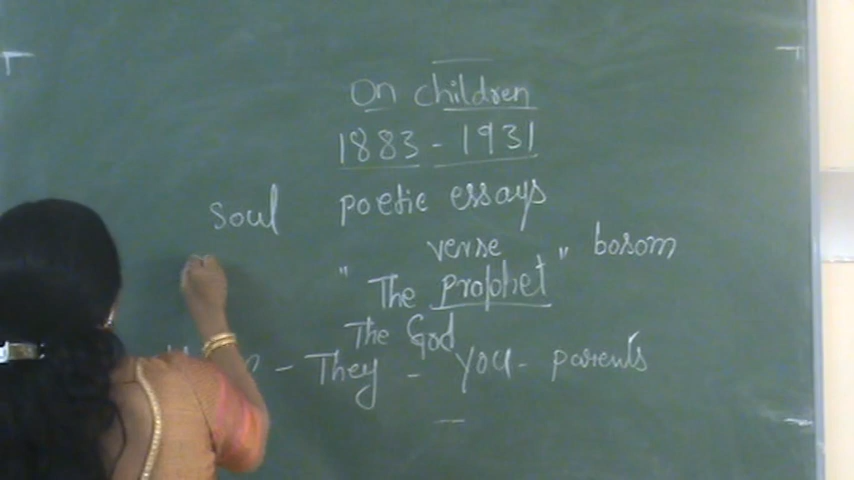 On children
1883 - 1931
Soul poetic essays
verse " bosom
" The prophet
The God
- They - you - parents